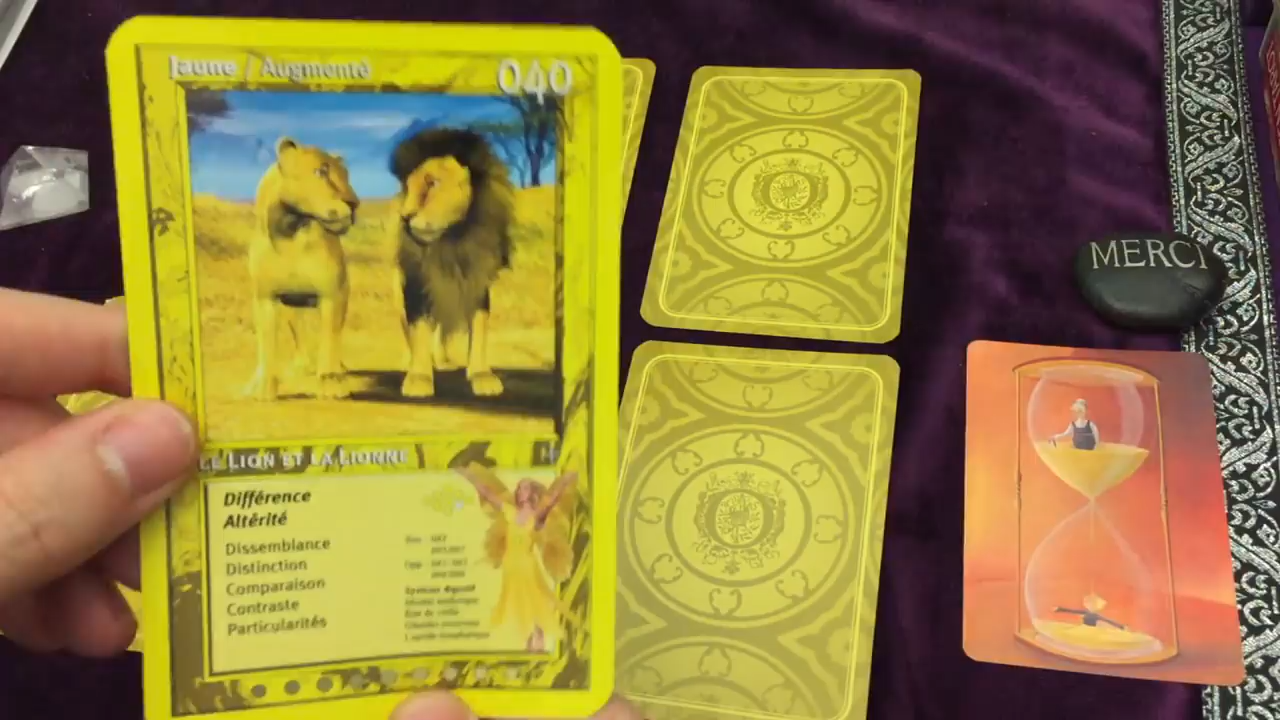 Jaune / Augmenté
040
LE LION ET LA LIONNE
Différence
Altérité
Dissemblance
Distinction
Comparaison
Contraste
Particularités
MERCI